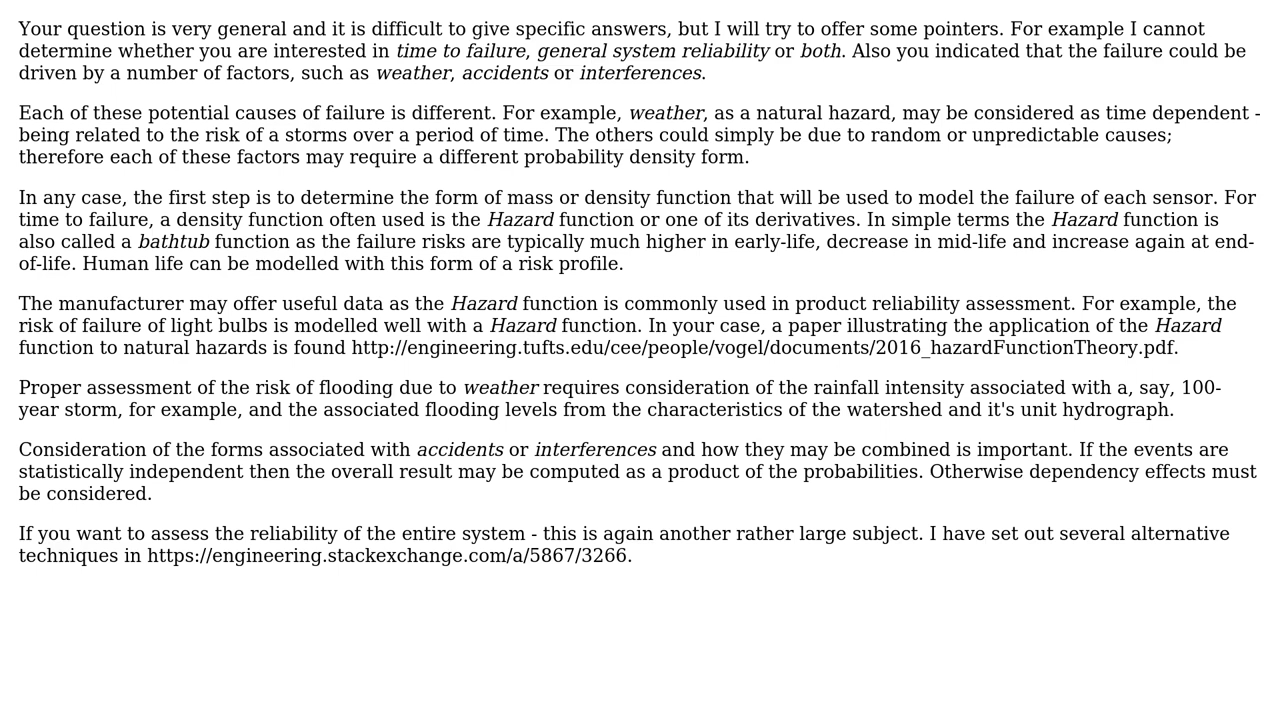 Your question is very general and it is difficult to give specific answers, but I will try to offer some pointers. For example I cannot
determine whether you are interested in time to failure, general system reliability or both. Also you indicated that the failure could be
driven by a number of factors, such as weather, accidents or interferences.
Each of these potential causes of failure is different. For example, weather, as a natural hazard, may be considered as time dependent -
being related to the risk of a storms over a period of time. The others could simply be due to random or unpredictable causes;
therefore each of these factors may require a different probability density form.
In any case, the first step is to determine the form of mass or density function that will be used to model the failure of each sensor. For
time to failure, a density function often used is the Hazard function or one of its derivatives. In simple terms the Hazard function is
also called a bathtub function as the failure risks are typically much higher in early-life, decrease in mid-life and increase again at end-
of-life. Human life can be modelled with this form of a risk profile.
The manufacturer may offer useful data as the Hazard function is commonly used in product reliability assessment. For example, the
risk of failure of light bulbs is modelled well with a Hazard function. In your case, a paper illustrating the application of the Hazard
function to natural hazards is found http://engineering.tufts.edu/cee/people/vogel/documents/2016_hazardFunctionTheory.pdf.
Proper assessment of the risk of flooding due to weather requires consideration of the rainfall intensity associated with a, say, 100-
year storm, for example, and the associated flooding levels from the characteristics of the watershed and it's unit hydrograph.
Consideration of the forms associated with accidents or interferences and how they may be combined is important. If the events are
statistically independent then the overall result may be computed as a product of the probabilities. Otherwise dependency effects must
be considered.
If you want to assess the reliability of the entire system - this is again another rather large subject. I have set out several alternative
techniques in https://engineering.stackexchange.com/a/5867/3266.